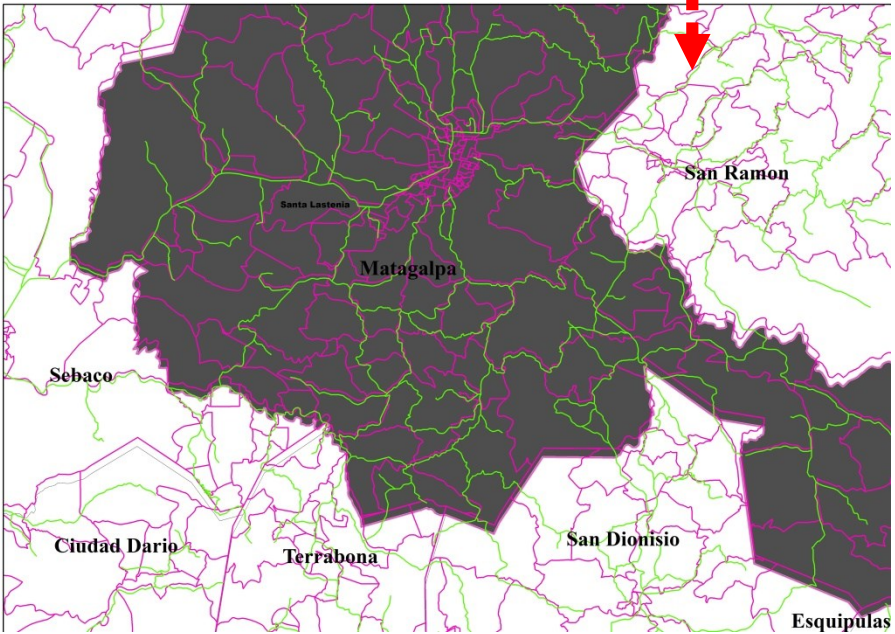 San Ramon
Santa Lastenia
Matagalpa
Sebaco
Ciudad Dario
Terrabona
San Dionisio
Esquipulas